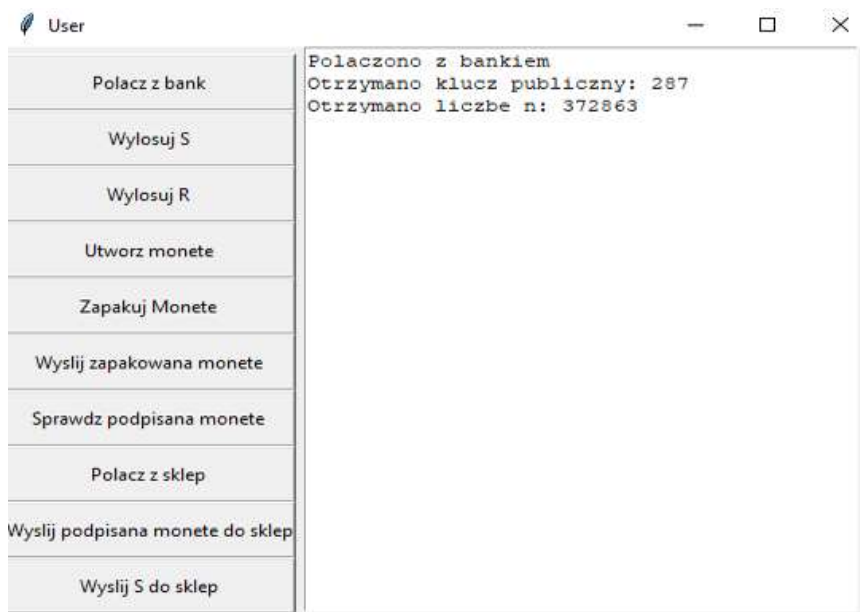 User
Polacz z bank
Wylosuj S
Wylosuj R
Utworz monete
Zapakuj Monete
Wyslij zapakowana monete
Sprawdz podpisana monete
Polacz z sklep
Wyslij podpisana monete do sklep
Wyslij S do sklep
Polaczono z bankiem
Otrzymano klucz publiczny: 287
Otrzymano liczbe n: 372863